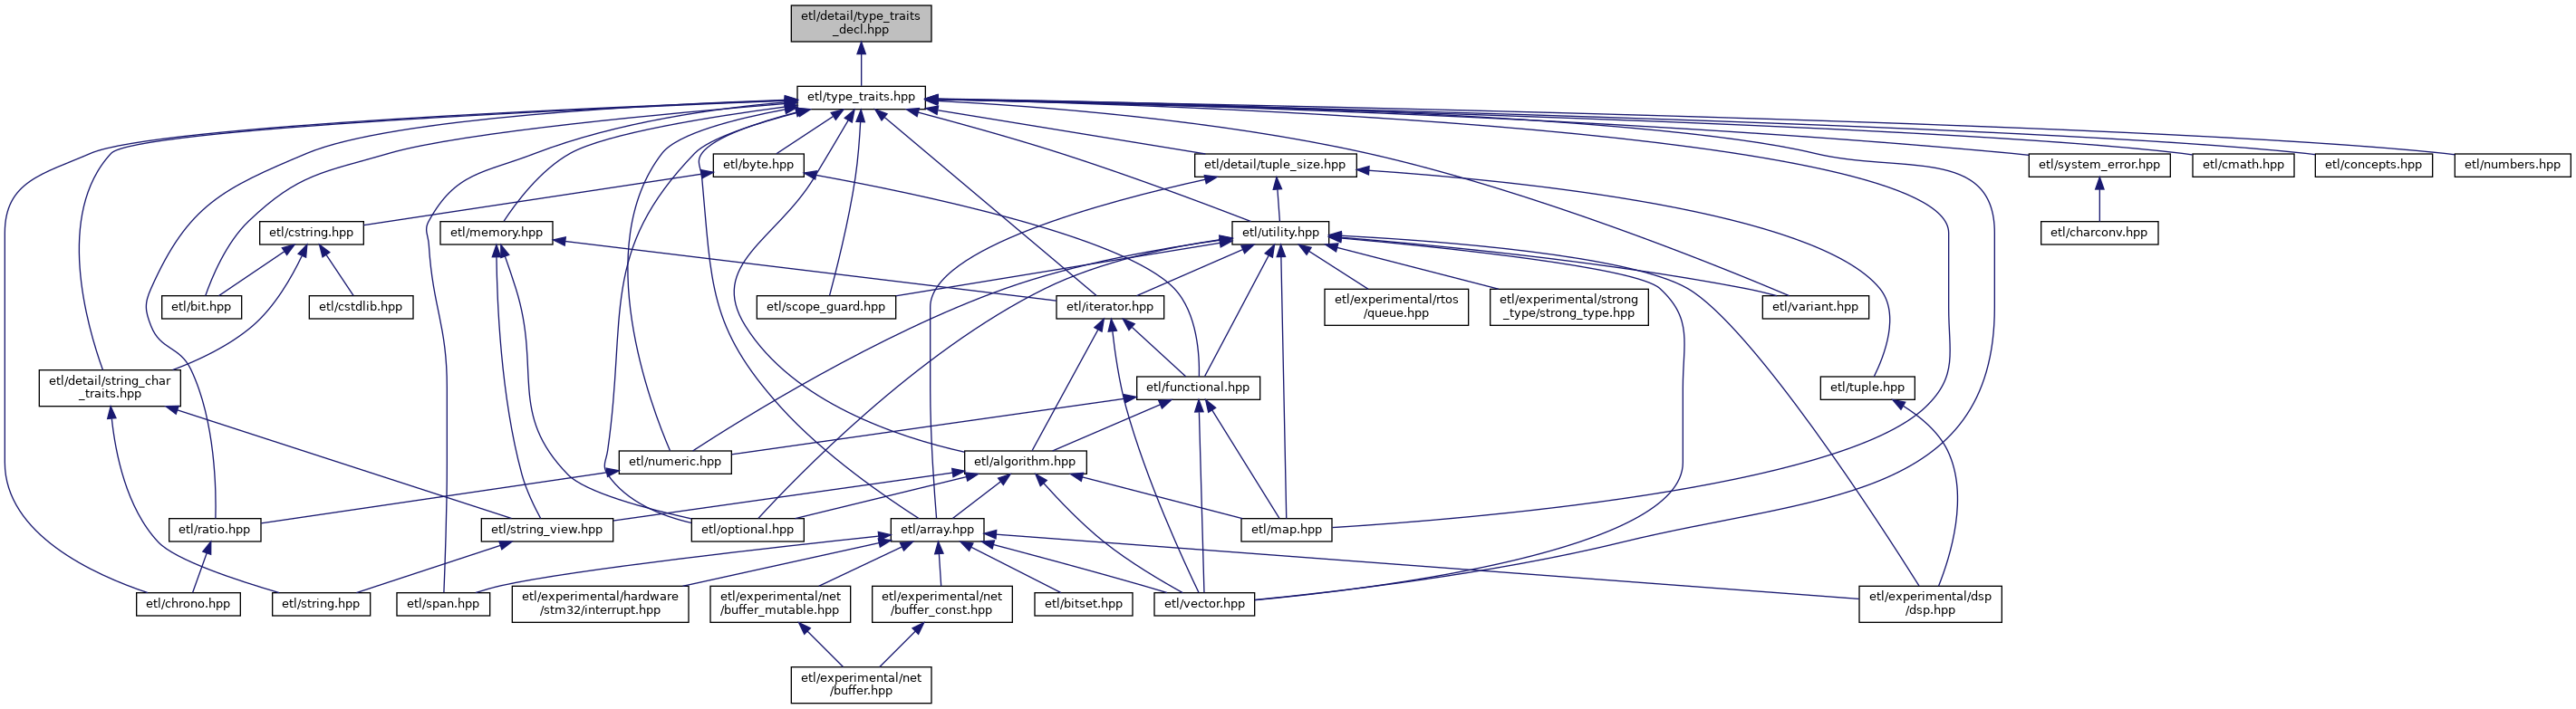 etl/detail/type_traits
_decl.hpp
etl/type_traits.hpp
etl/byte.hpp
etl/detail/tuple_size.hpp
etl/system_error.hpp
etl/cmath.hpp
etl/concepts.hpp
etl/numbers.hpp
etl/cstring.hpp
etl/memory.hpp
etl/utility.hpp
etl/charconv.hpp
etl/bit.hpp
etl/cstdlib.hpp
etl/scope_guard.hpp
etl/iterator.hpp
etl/experimental/rtos
/queue.hpp
etl/experimental/strong
_type/strong_type.hpp
etl/variant.hpp
etl/detail/string_char
_traits.hpp
etl/functional.hpp
etl/tuple.hpp
etl/numeric.hpp
etl/algorithm.hpp
etl/ratio.hpp
etl/string_view.hpp
etl/optional.hpp
etl/array.hpp
etl/map.hpp
etl/chrono.hpp
etl/string.hpp
etl/span.hpp
etl/experimental/hardware
/stm32/interrupt.hpp
etl/experimental/net
/buffer_mutable.hpp
etl/experimental/net
/buffer_const.hpp
etl/bitset.hpp
etl/vector.hpp
etl/experimental/dsp
/dsp.hpp
etl/experimental/net
/buffer.hpp